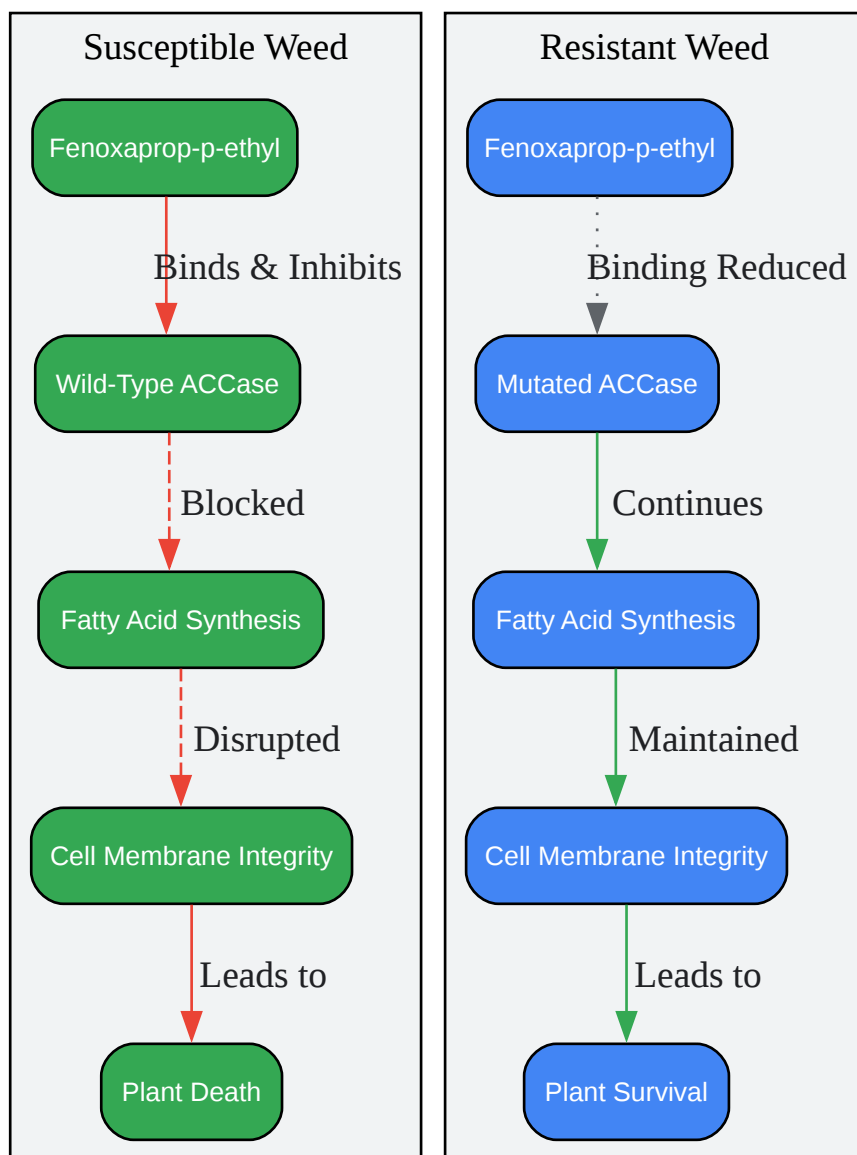 Susceptible Weed
Fenoxaprop-p-ethyl
Binds & Inhibits
Wild-Type ACCase
Blocked
Fatty Acid Synthesis
Disrupted
Cell Membrane Integrity
Leads to
Plant Death
Resistant Weed
Fenoxaprop-p-ethyl
Binding Reduced
Mutated ACCase
Continues
Fatty Acid Synthesis
Maintained
Cell Membrane Integrity
Leads to
Plant Survival